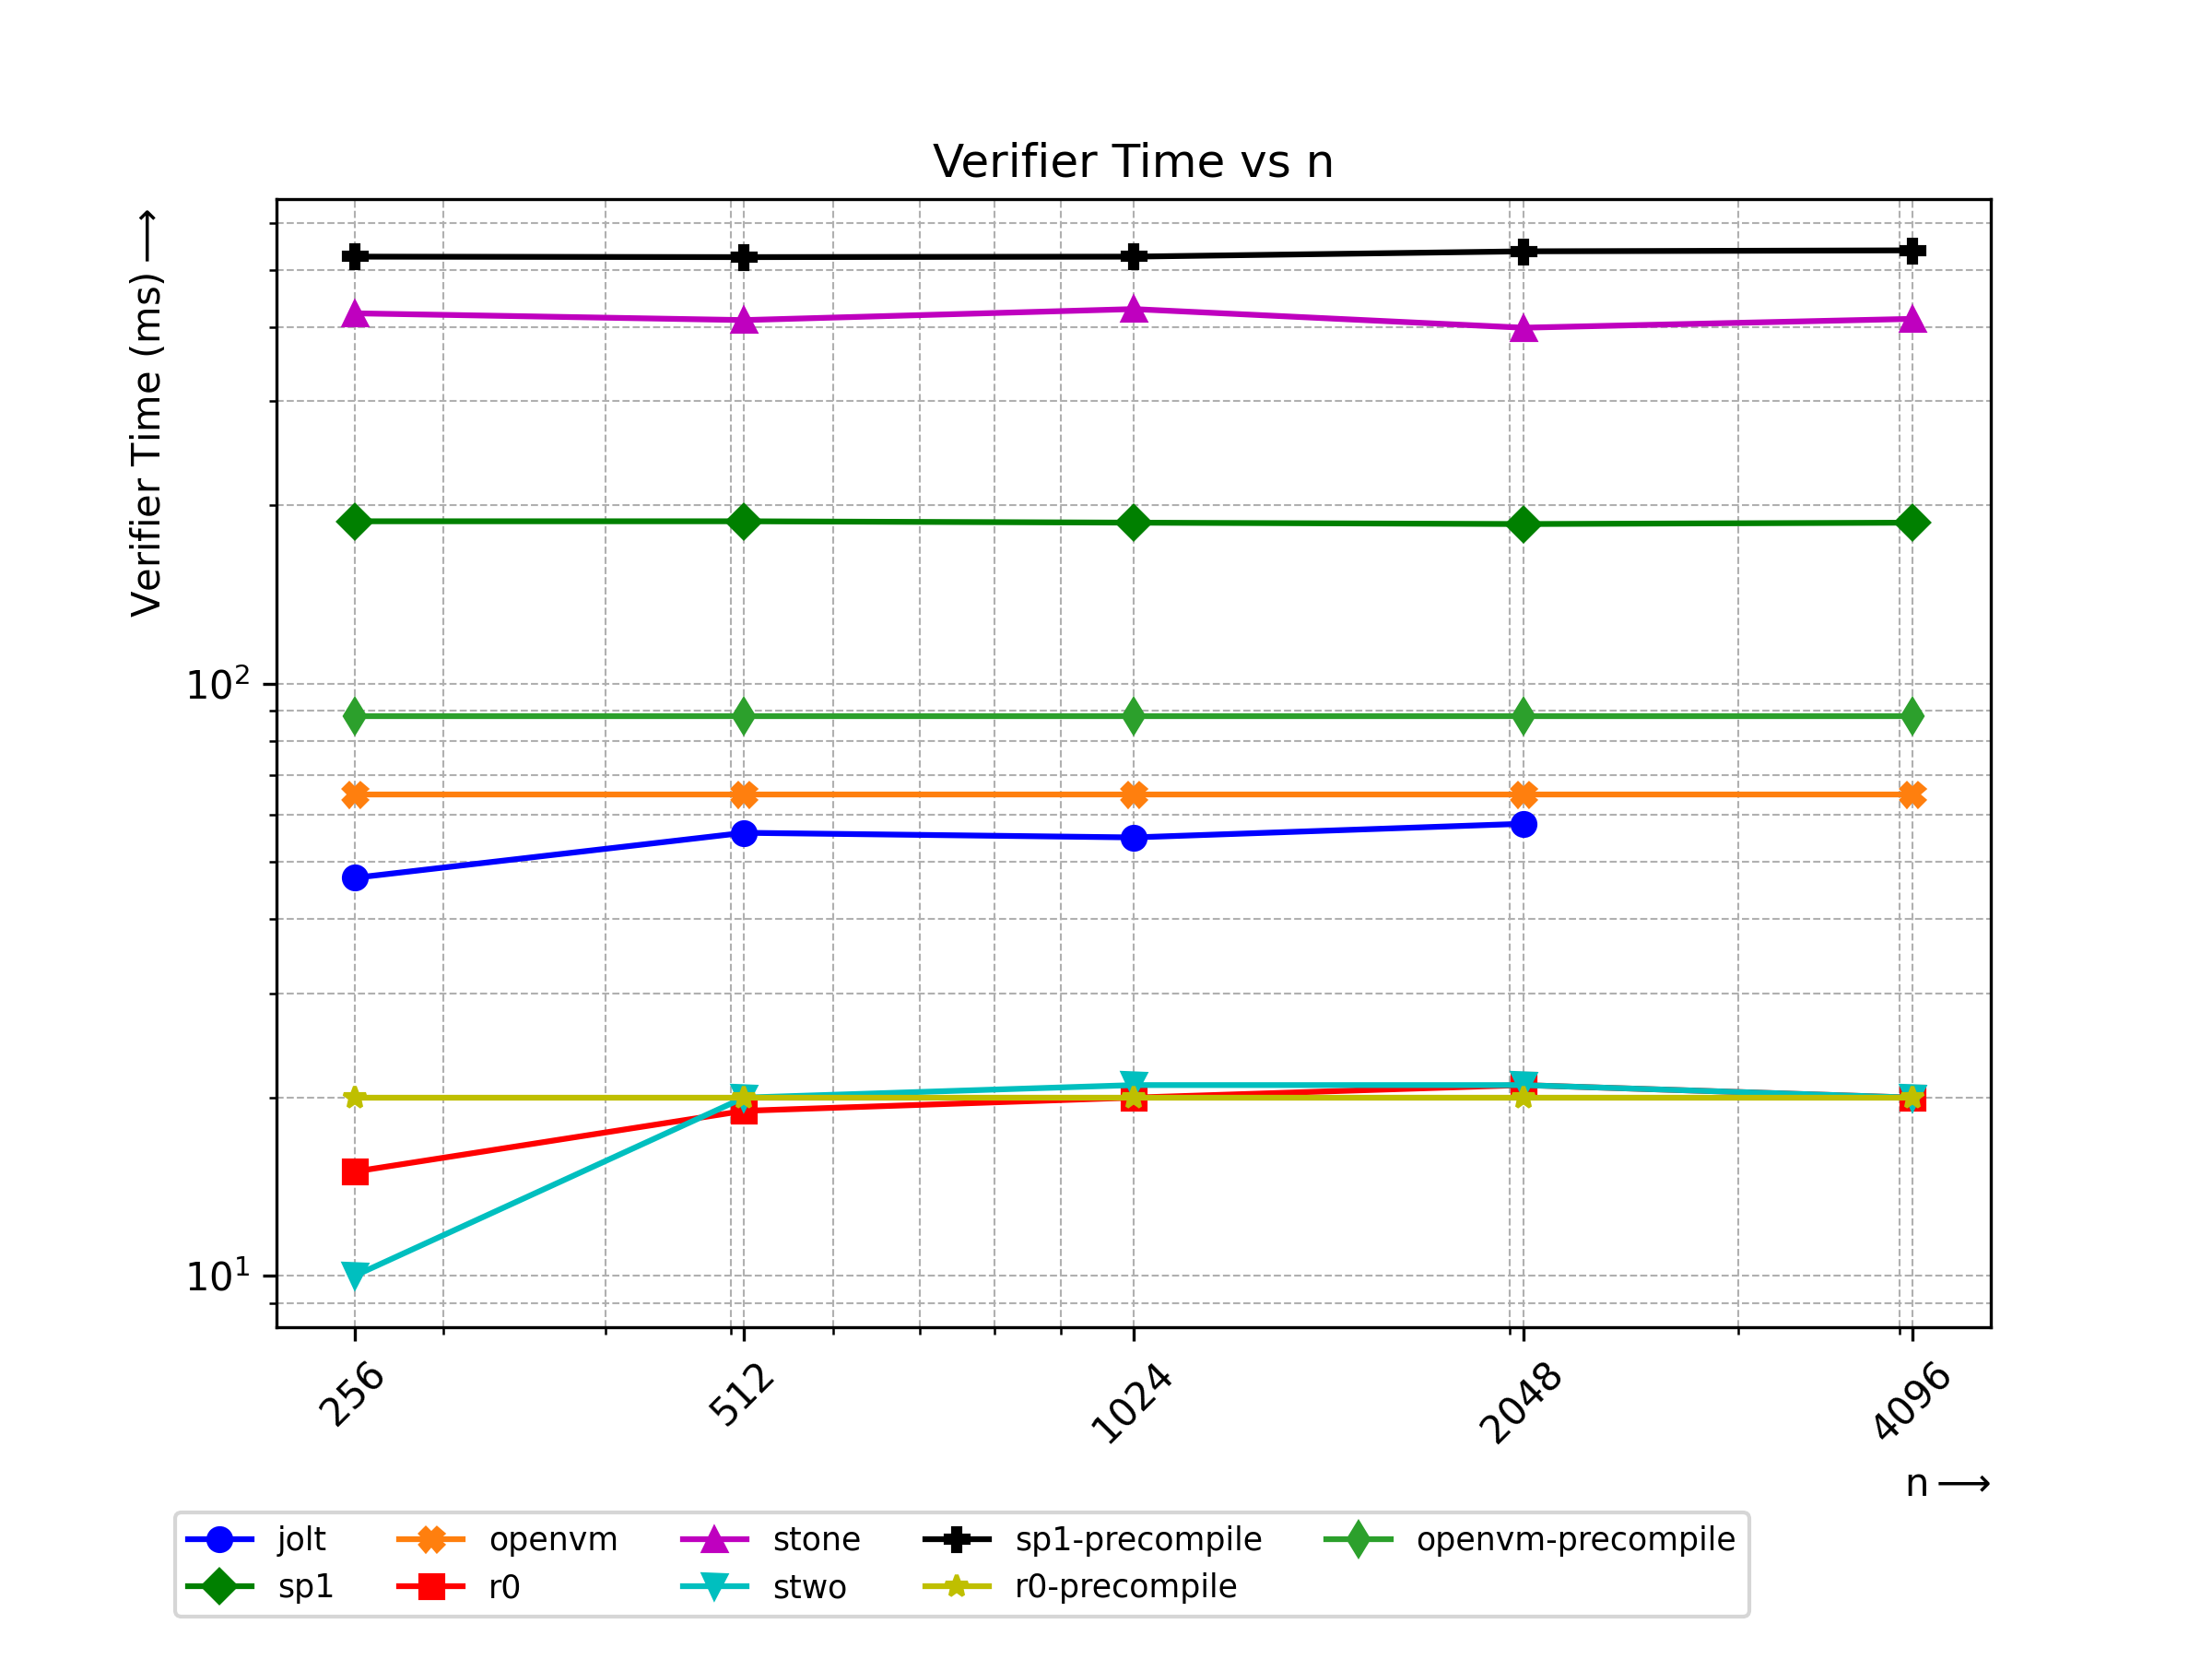 Verifier Time vs n
Verifier Time (ms) ⟶
10²
10¹
256
512
1024
2048
4096
n ⟶
jolt
openvm
stone
sp1-precompile
openvm-precompile
sp1
r0
stwo
r0-precompile